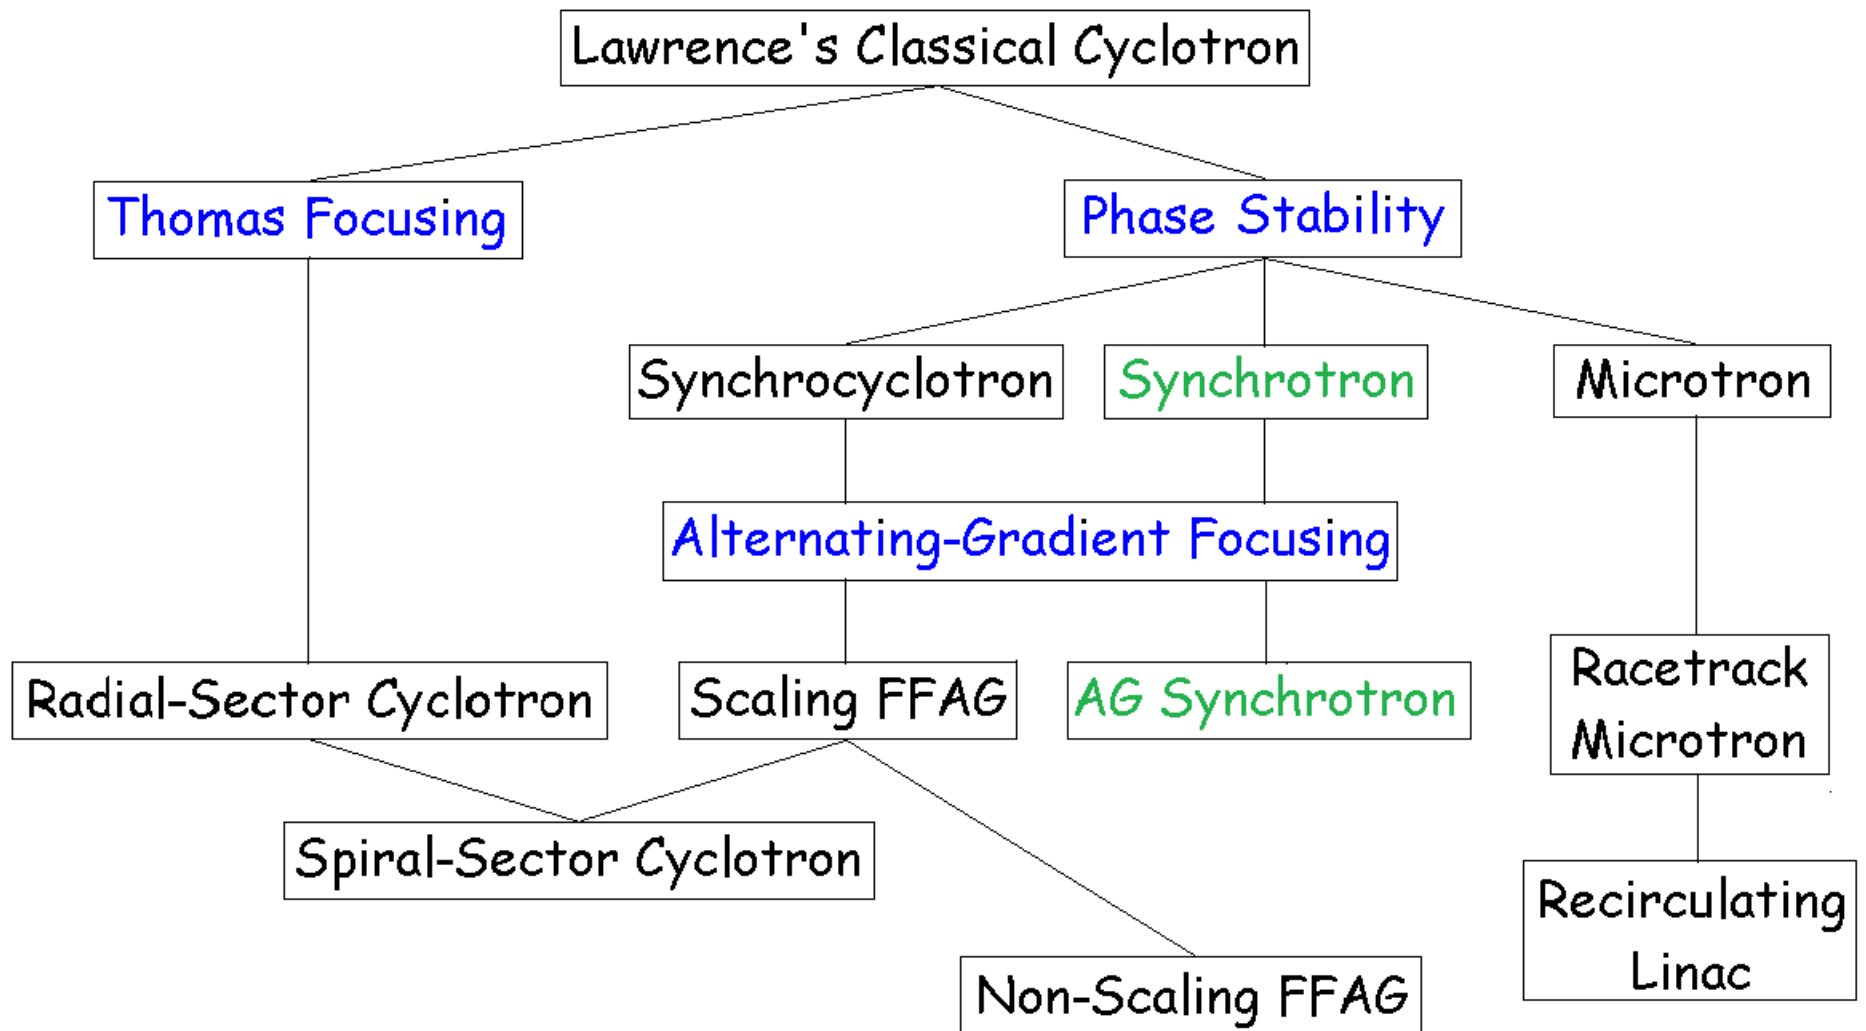 Lawrence's Classical Cyclotron
Thomas Focusing
Phase Stability
Synchrocyclotron
Synchrotron
Microtron
Alternating-Gradient Focusing
Radial-Sector Cyclotron
Scaling FFAG
AG Synchrotron
Racetrack
Microtron
Spiral-Sector Cyclotron
Recirculating
Linac
Non-Scaling FFAG